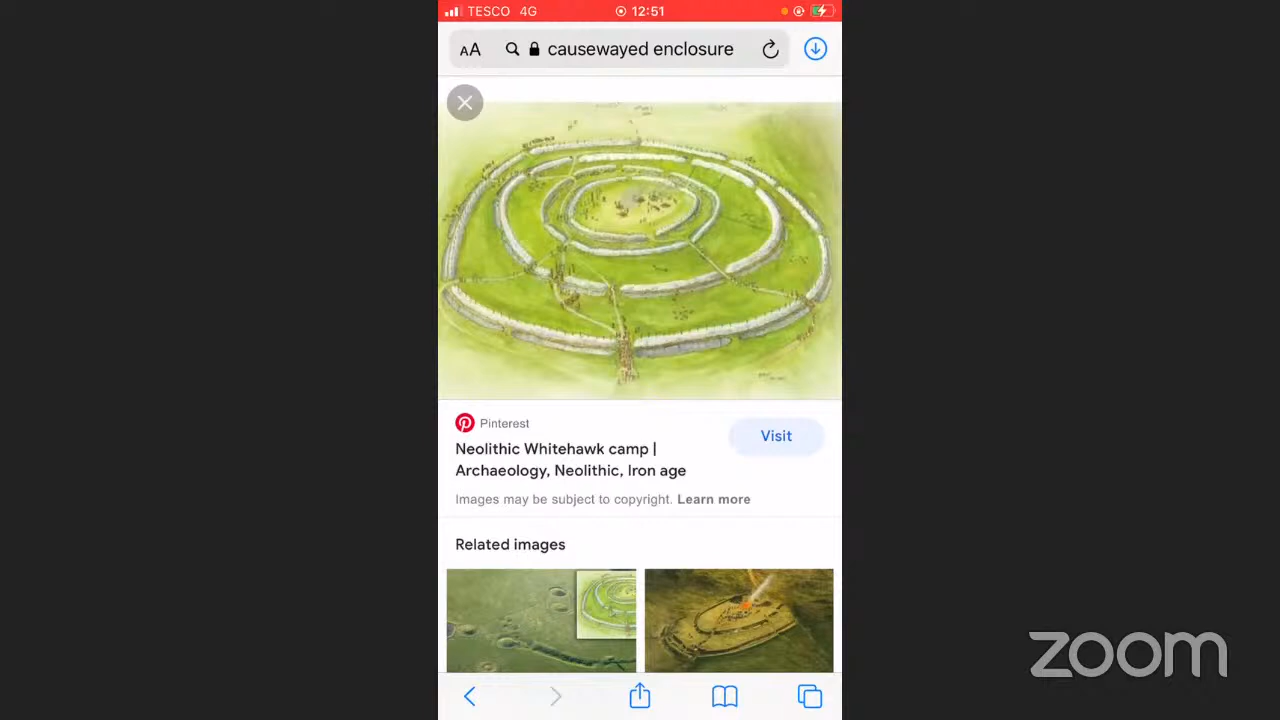 TESCO 4G 12:51
AA causewayed enclosure
Pinterest
Visit
Neolithic Whitehawk camp |
Archaeology, Neolithic, Iron age
Images may be subject to copyright. Learn more
Related images
zoom